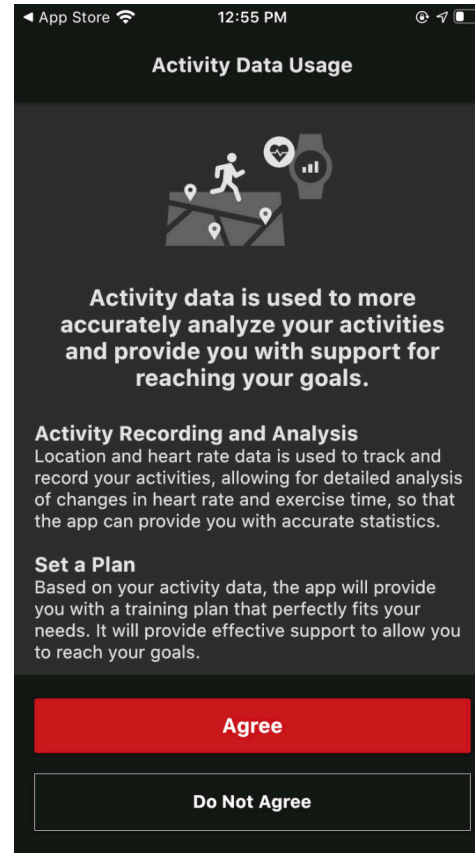 ◀ App Store 12:55 PM
Activity Data Usage
Activity data is used to more
accurately analyze your activities
and provide you with support for
reaching your goals.
Activity Recording and Analysis
Location and heart rate data is used to track and
record your activities, allowing for detailed analysis
of changes in heart rate and exercise time, so that
the app can provide you with accurate statistics.
Set a Plan
Based on your activity data, the app will provide
you with a training plan that perfectly fits your
needs. It will provide effective support to allow you
to reach your goals.
Agree
Do Not Agree